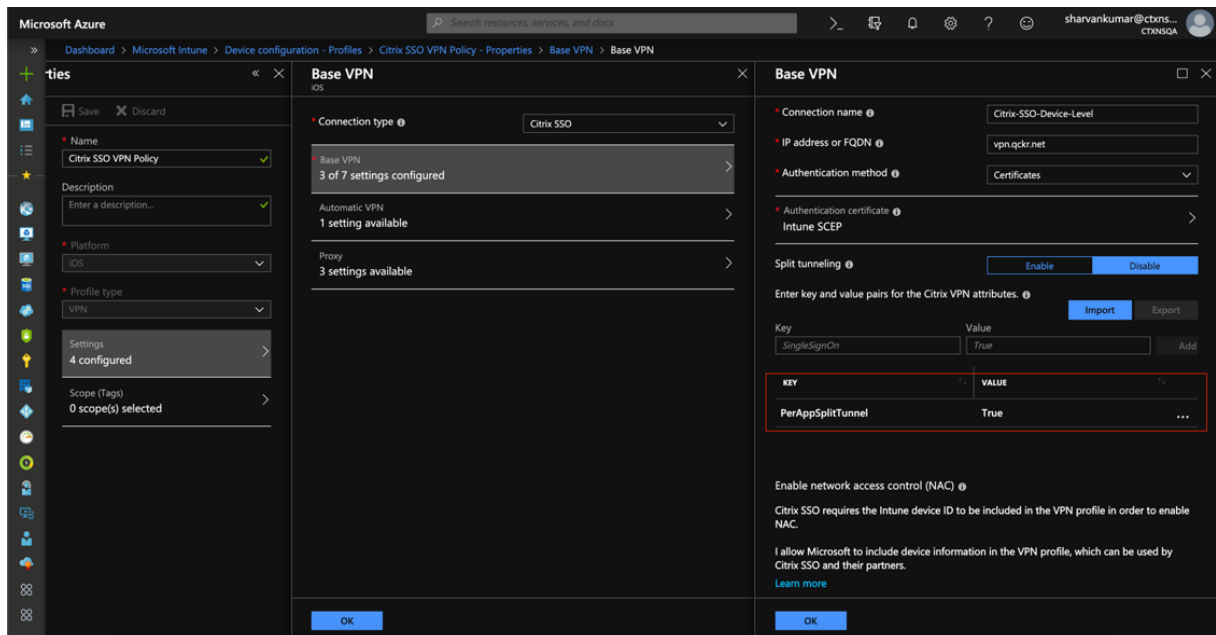 Microsoft Azure
Search resources, services, and docs
sharvankumar@ctxns...
CTXNSQA
Dashboard > Microsoft Intune > Device configuration - Profiles > Citrix SSO VPN Policy - Properties > Base VPN > Base VPN
rties
Save
Discard
* Name
Citrix SSO VPN Policy
Description
Enter a description...
* Platform
iOS
* Profile type
VPN
Settings
4 configured
Scope (Tags)
0 scope(s) selected
Base VPN
iOS
* Connection type
Citrix SSO
* Base VPN
3 of 7 settings configured
Automatic VPN
1 setting available
Proxy
3 settings available
OK
Base VPN
* Connection name
Citrix-SSO-Device-Level
* IP address or FQDN
vpn.qckr.net
* Authentication method
Certificates
* Authentication certificate
Intune SCEP
Split tunneling
Enable
Disable
Enter key and value pairs for the Citrix VPN attributes.
Import
Export
Key
Value
SingleSignOn
True
Add
KEY
VALUE
PerAppSplitTunnel
True
...
Enable network access control (NAC)
Citrix SSO requires the Intune device ID to be included in the VPN profile in order to enable
NAC.
I allow Microsoft to include device information in the VPN profile, which can be used by
Citrix SSO and their partners.
Learn more
OK